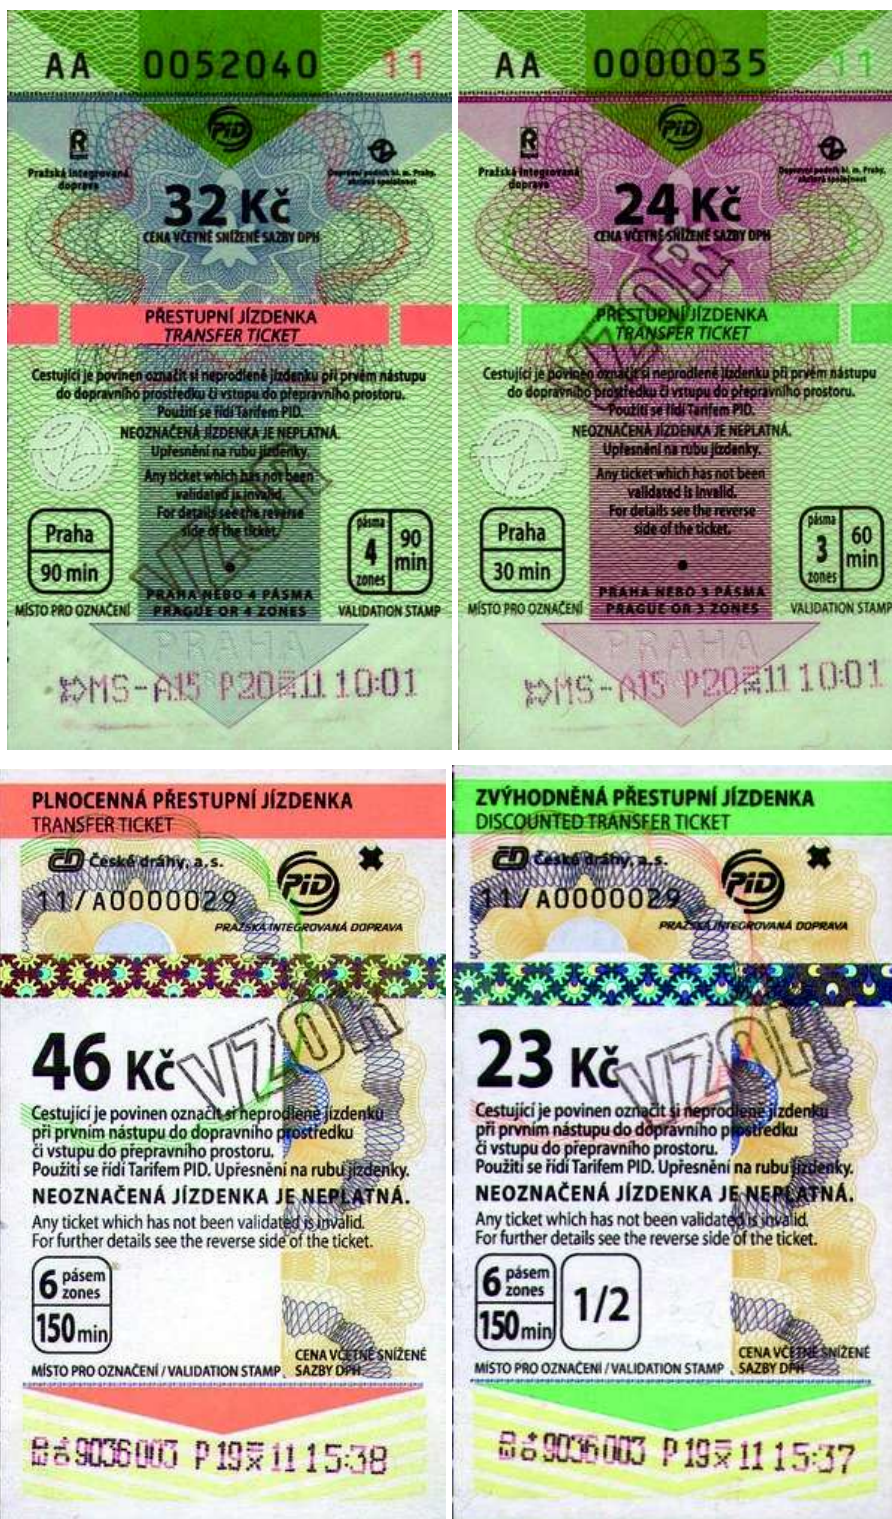 AA 0052040 11
PID
R
Pražská integrovaná
doprava
Dopravní podnik hl. m. Prahy,
akciová společnost
32 Kč
CENA VČETNĚ SNÍŽENÉ SAZBY DPH
PŘESTUPNÍ JÍZDENKA
TRANSFER TICKET
Cestující je povinen označit si neprodleně jízdenku při prvém nástupu
do dopravního prostředku či vstupu do přepravního prostoru.
Použití se řídí Tarifem PID.
NEOZNAČENÁ JÍZDENKA JE NEPLATNÁ.
Upřesnění na rubu jízdenky.
Any ticket which has not been
validated is invalid.
For details see the reverse
side of the ticket.
VZOR
Praha
90 min
pásma
4
zones
90
min
PRAHA NEBO 4 PÁSMA
PRAGUE OR 4 ZONES
MÍSTO PRO OZNAČENÍ
VALIDATION STAMP
PRAHA
MS-A15 P20 11 10:01
AA 0000035 11
PID
R
Pražská integrovaná
doprava
Dopravní podnik hl. m. Prahy,
akciová společnost
24 Kč
CENA VČETNĚ SNÍŽENÉ SAZBY DPH
VZOR
PŘESTUPNÍ JÍZDENKA
TRANSFER TICKET
Cestující je povinen označit si neprodleně jízdenku při prvém nástupu
do dopravního prostředku či vstupu do přepravního prostoru.
Použití se řídí Tarifem PID.
NEOZNAČENÁ JÍZDENKA JE NEPLATNÁ.
Upřesnění na rubu jízdenky.
Any ticket which has not been
validated is invalid.
For details see the reverse
side of the ticket.
Praha
30 min
pásma
3
zones
60
min
PRAHA NEBO 3 PÁSMA
PRAGUE OR 3 ZONES
MÍSTO PRO OZNAČENÍ
VALIDATION STAMP
PRAHA
MS-A15 P20 11 10:01
PLNOCENNÁ PŘESTUPNÍ JÍZDENKA
TRANSFER TICKET
ČD České dráhy, a.s.
PID
11/A0000029
PRAŽSKÁ INTEGROVANÁ DOPRAVA
46 Kč
VZOR
Cestující je povinen označit si neprodleně jízdenku
při prvním nástupu do dopravního prostředku
či vstupu do přepravního prostoru.
Použití se řídí Tarifem PID. Upřesnění na rubu jízdenky.
NEOZNAČENÁ JÍZDENKA JE NEPLATNÁ.
Any ticket which has not been validated is invalid.
For further details see the reverse side of the ticket.
6 pásem
zones
150 min
CENA VČETNĚ SNÍŽENÉ
SAZBY DPH
MÍSTO PRO OZNAČENÍ / VALIDATION STAMP
9036003 P 19 11 15:38
ZVÝHODNĚNÁ PŘESTUPNÍ JÍZDENKA
DISCOUNTED TRANSFER TICKET
ČD České dráhy, a.s.
PID
11/A0000029
PRAŽSKÁ INTEGROVANÁ DOPRAVA
23 Kč
VZOR
Cestující je povinen označit si neprodleně jízdenku
při prvním nástupu do dopravního prostředku
či vstupu do přepravního prostoru.
Použití se řídí Tarifem PID. Upřesnění na rubu jízdenky.
NEOZNAČENÁ JÍZDENKA JE NEPLATNÁ.
Any ticket which has not been validated is invalid.
For further details see the reverse side of the ticket.
6 pásem
zones
150 min
1/2
CENA VČETNĚ SNÍŽENÉ
SAZBY DPH
MÍSTO PRO OZNAČENÍ / VALIDATION STAMP
9036003 P 19 11 15:37